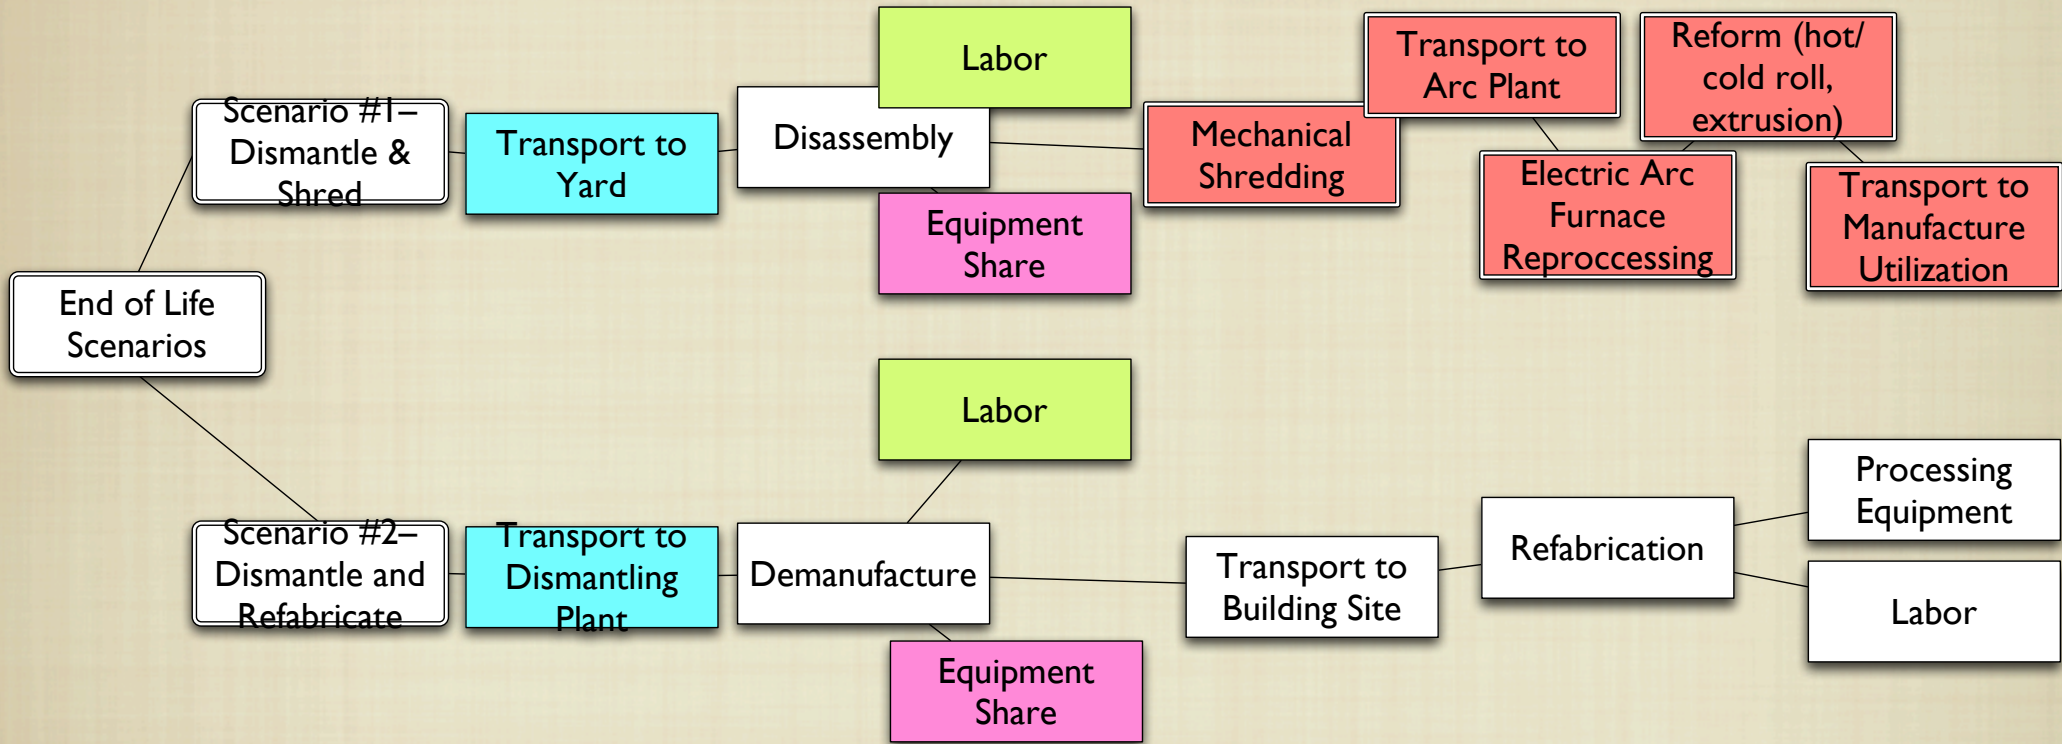 Labor
Transport to
Arc Plant
Reform (hot/
cold roll,
extrusion)
Scenario #1–
Dismantle &
Shred
Transport to
Yard
Disassembly
Mechanical
Shredding
Electric Arc
Furnace
Reproccessing
Transport to
Manufacture
Utilization
Equipment
Share
End of Life
Scenarios
Labor
Scenario #2–
Dismantle and
Refabricate
Transport to
Dismantling
Plant
Demanufacture
Transport to
Building Site
Refabrication
Processing
Equipment
Labor
Equipment
Share